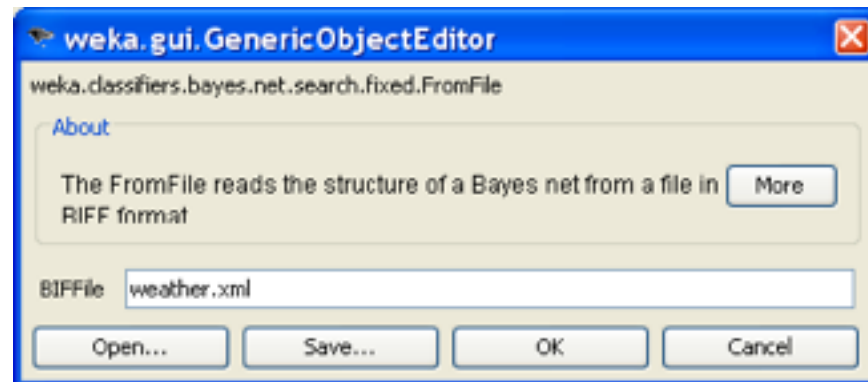 weka.gui.GenericObjectEditor
weka.classifiers.bayes.net.search.fixed.FromFile
About
The FromFile reads the structure of a Bayes net from a file in More
BIFF format
BIFFile weather.xml
Open... Save... OK Cancel